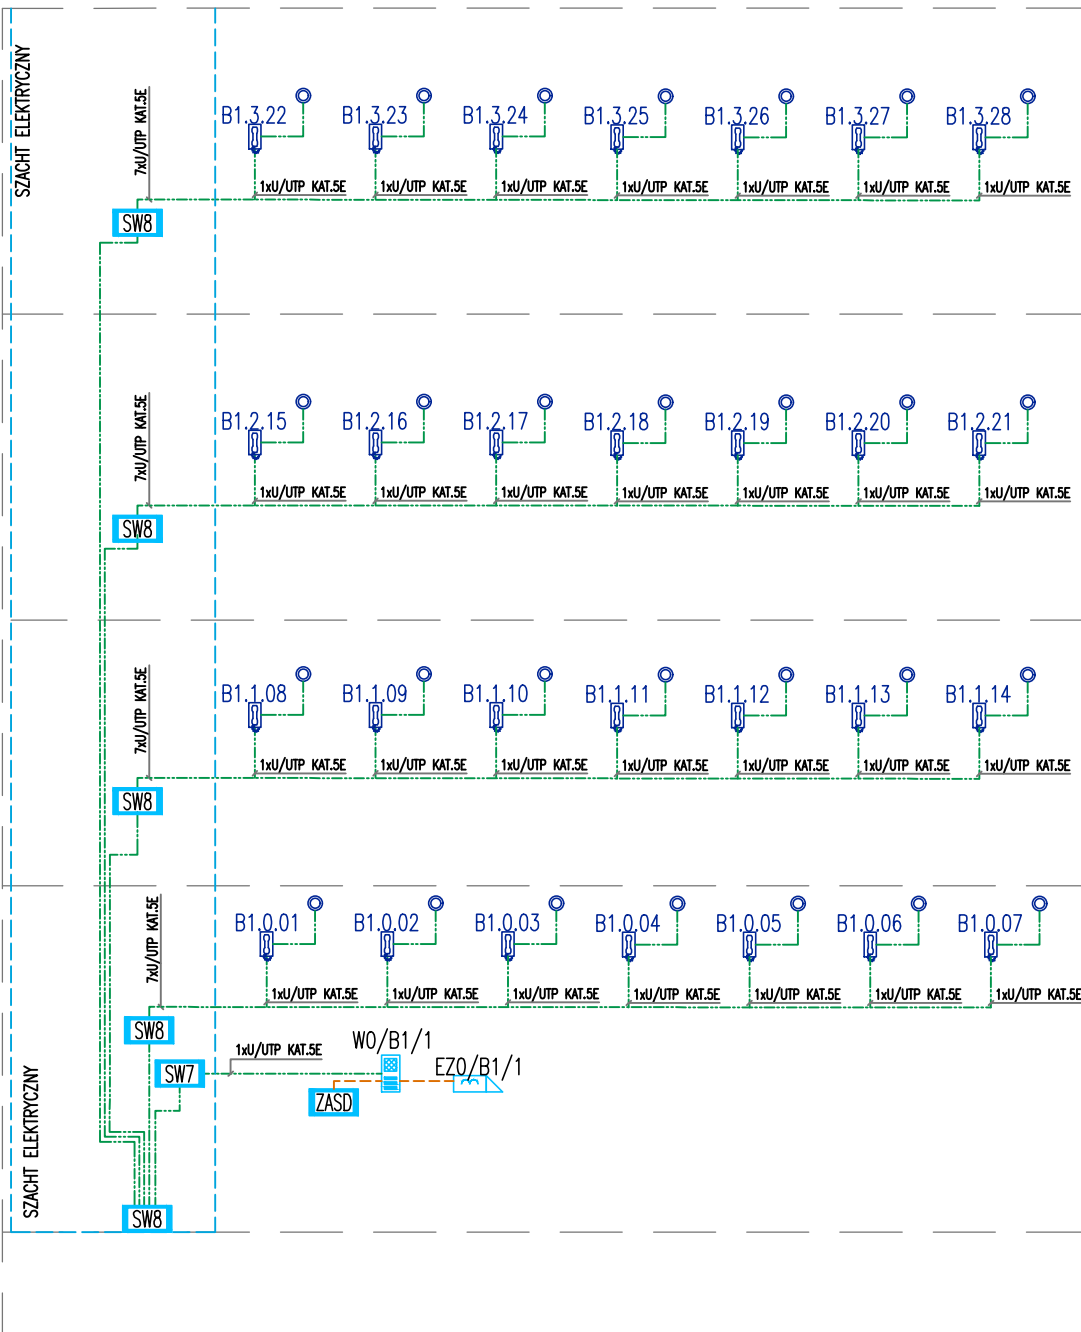 SZACHT ELEKTRYCZNY
7xU/UTP KAT.5E
B1.3.22 B1.3.23 B1.3.24 B1.3.25 B1.3.26 B1.3.27 B1.3.28
1xU/UTP KAT.5E 1xU/UTP KAT.5E 1xU/UTP KAT.5E 1xU/UTP KAT.5E 1xU/UTP KAT.5E 1xU/UTP KAT.5E 1xU/UTP KAT.5E
SW8
7xU/UTP KAT.5E
B1.2.15 B1.2.16 B1.2.17 B1.2.18 B1.2.19 B1.2.20 B1.2.21
1xU/UTP KAT.5E 1xU/UTP KAT.5E 1xU/UTP KAT.5E 1xU/UTP KAT.5E 1xU/UTP KAT.5E 1xU/UTP KAT.5E 1xU/UTP KAT.5E
SW8
7xU/UTP KAT.5E
B1.1.08 B1.1.09 B1.1.10 B1.1.11 B1.1.12 B1.1.13 B1.1.14
1xU/UTP KAT.5E 1xU/UTP KAT.5E 1xU/UTP KAT.5E 1xU/UTP KAT.5E 1xU/UTP KAT.5E 1xU/UTP KAT.5E 1xU/UTP KAT.5E
SW8
7xU/UTP KAT.5E
B1.0.01 B1.0.02 B1.0.03 B1.0.04 B1.0.05 B1.0.06 B1.0.07
1xU/UTP KAT.5E 1xU/UTP KAT.5E 1xU/UTP KAT.5E 1xU/UTP KAT.5E 1xU/UTP KAT.5E 1xU/UTP KAT.5E 1xU/UTP KAT.5E
SW8
1xU/UTP KAT.5E WO/B1/1
SW7 EZO/B1/1
ZASD
SZACHT ELEKTRYCZNY
SW8